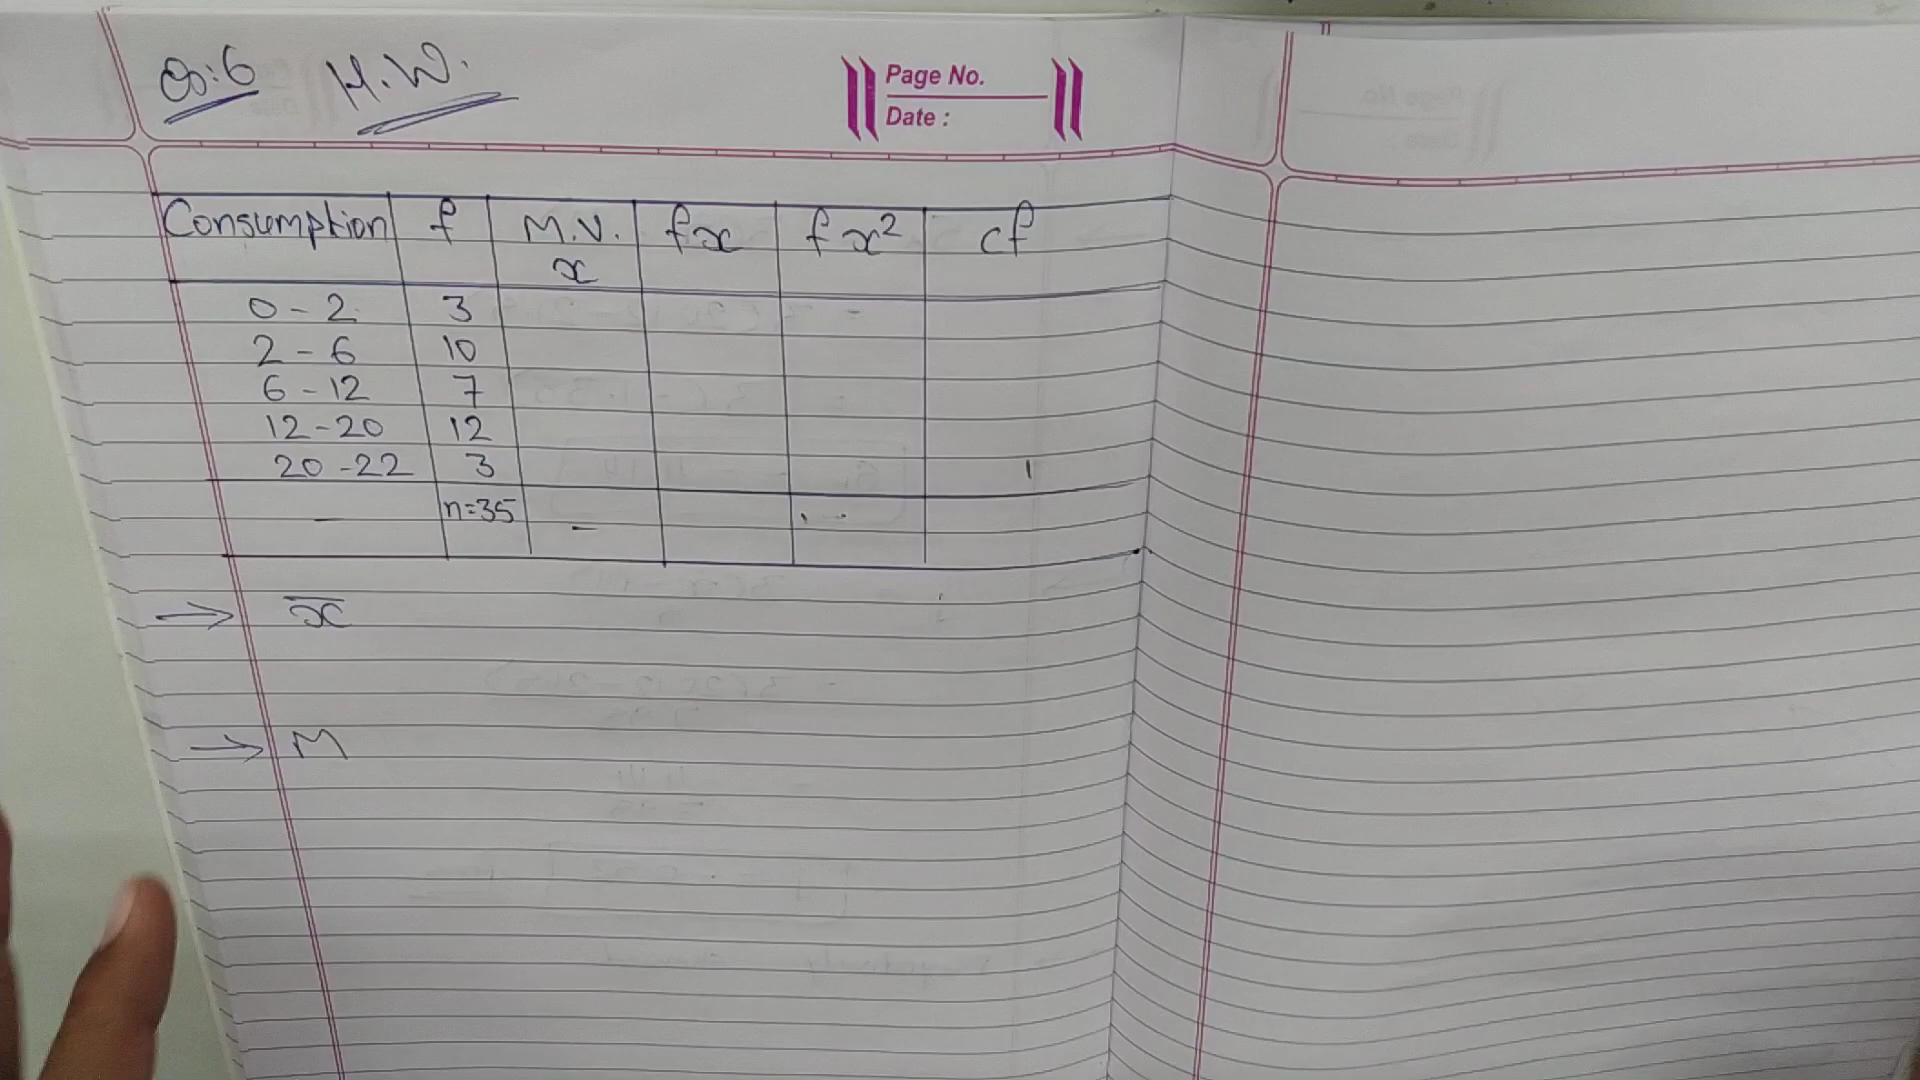 Q:6 H.W.
Page No.
Date :
Consumption f M.V. x fx fx² cf
0 - 2 3
2 - 6 10
6 - 12 7
12 - 20 12
20 - 22 3
- n=35 -
→ x̄
→ M